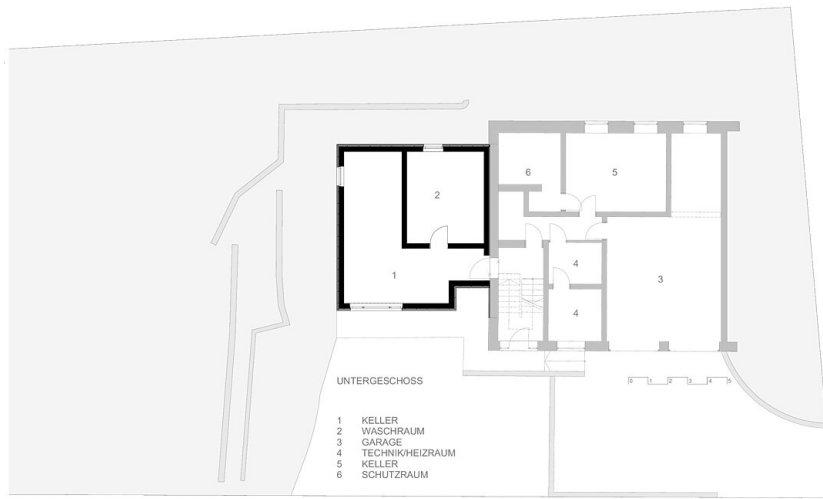 6
5
2
4
1
3
4
UNTERGESCHOSS
0 1 2 3 4 5
1 KELLER
2 WASCHRAUM
3 GARAGE
4 TECHNIK/HEIZRAUM
5 KELLER
6 SCHUTZRAUM